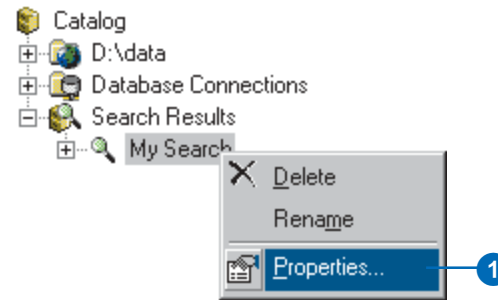 Catalog
D:\data
Database Connections
Search Results
My Search
Delete
Rename
Properties...
1